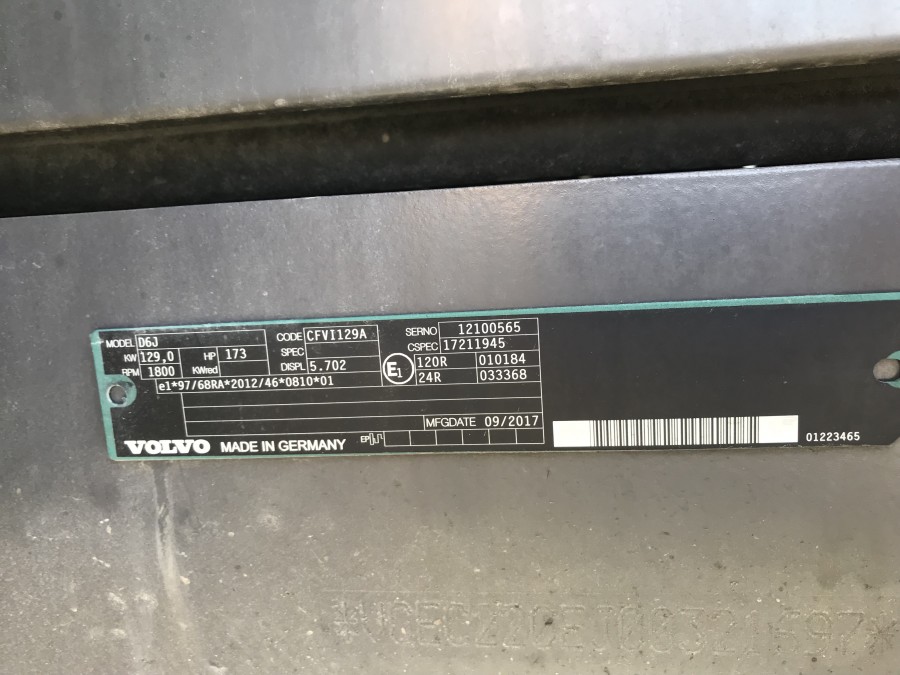 MODEL D6J CODE CFVI129A SERNO 12100565
KW 129,0 HP 173 SPEC CSPEC 17211945
RPM 1800 KWred DISPL 5.702 E1 120R 010184
24R 033368
e1*97/68RA*2012/46*0810*01
MFGDATE 09/2017
VOLVO MADE IN GERMANY EP
01223465